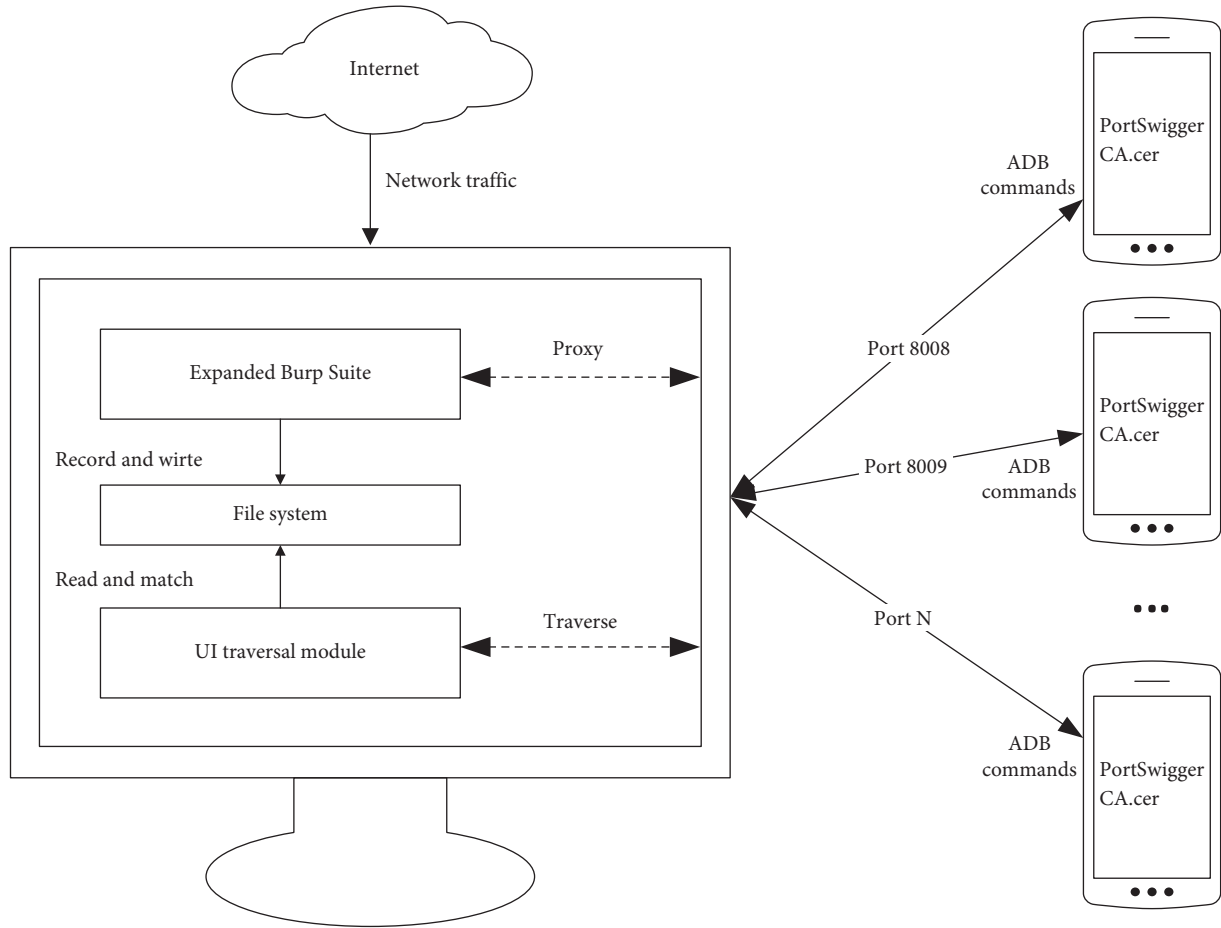 Internet
Network traffic
Expanded Burp Suite
Proxy
Record and wirte
File system
Read and match
UI traversal module
Traverse
Port 8008
Port 8009
Port N
ADB
commands
PortSwigger
CA.cer
ADB
commands
PortSwigger
CA.cer
ADB
commands
PortSwigger
CA.cer